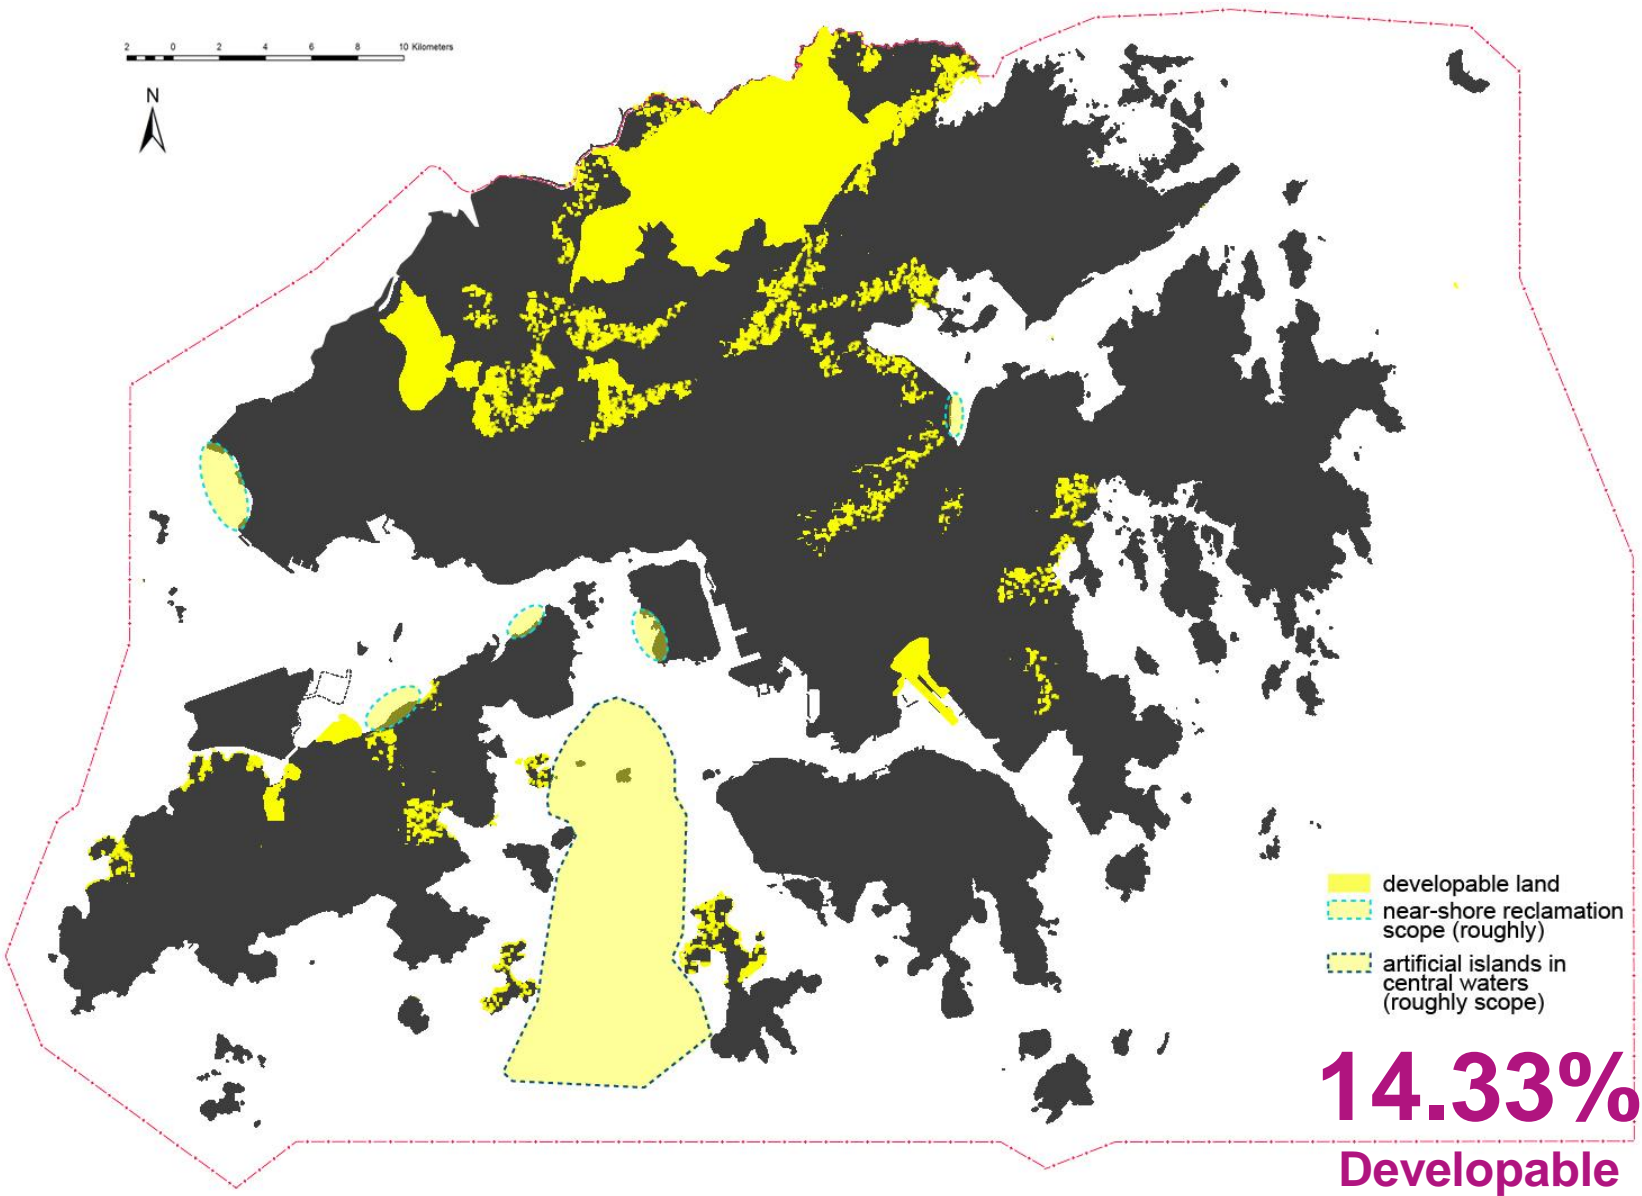 2 0 2 4 6 8 10 Kilometers
N
developable land
near-shore reclamation
scope (roughly)
artificial islands in
central waters
(roughly scope)
14.33%
Developable